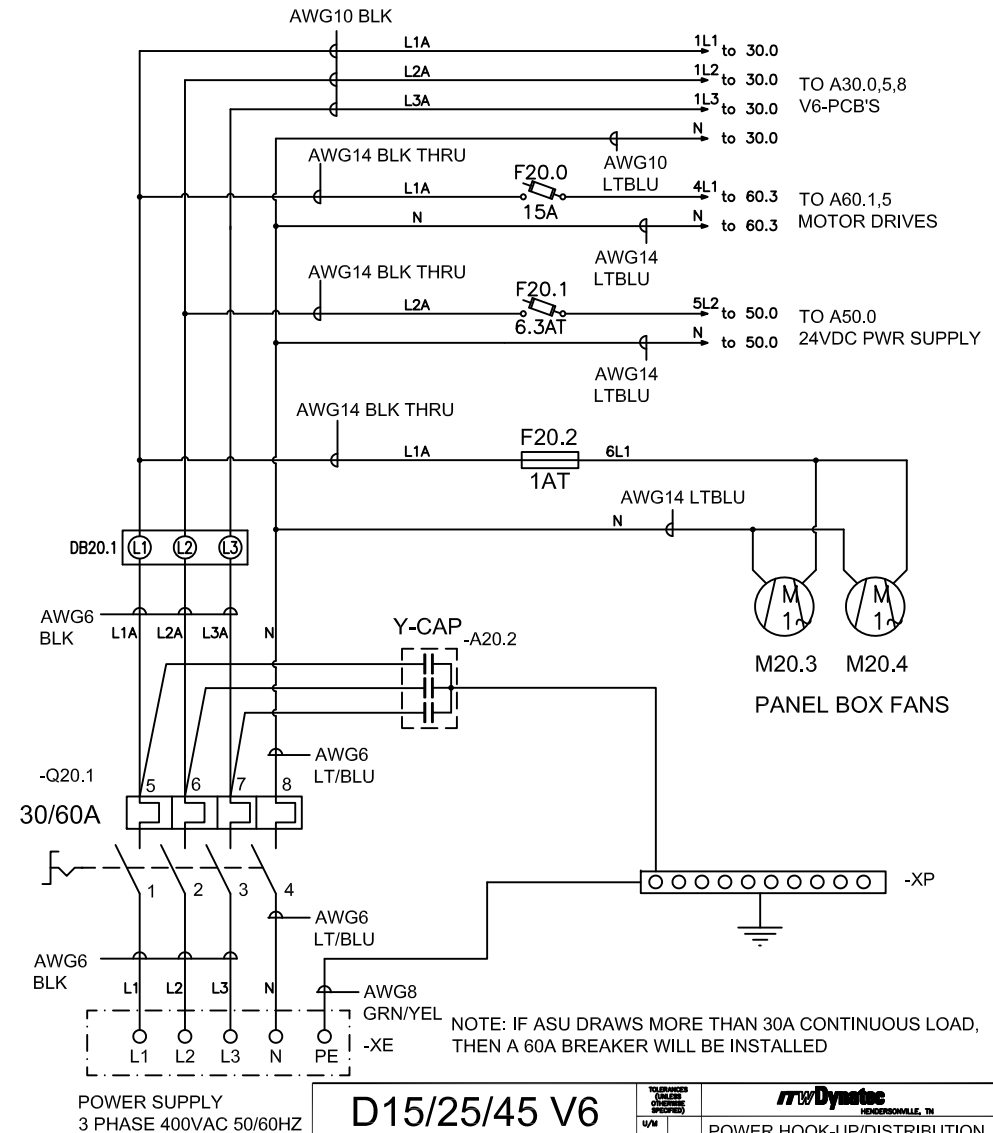 AWG10 BLK
L1A 1L1 to 30.0
L2A 1L2 to 30.0
TO A30.0,5,8
L3A 1L3 to 30.0
V6-PCB'S
N to 30.0
AWG14 BLK THRU
AWG10
LTBLU
F20.0
L1A 4L1 to 60.3
15A
TO A60.1,5
N N to 60.3
MOTOR DRIVES
AWG14
LTBLU
AWG14 BLK THRU
F20.1
L2A 5L2 to 50.0
6.3AT
TO A50.0
N to 50.0
24VDC PWR SUPPLY
AWG14
LTBLU
AWG14 BLK THRU
F20.2
L1A 6L1
1AT
AWG14 LTBLU
N
DB20.1 L1 L2 L3
M
1~
M
1~
AWG6
BLK
L1A L2A L3A N
Y-CAP
-A20.2
M20.3 M20.4
PANEL BOX FANS
AWG6
LT/BLU
-Q20.1
5 6 7 8
30/60A
1 2 3 4
-XP
AWG6
LT/BLU
AWG6
BLK
L1 L2 L3 N
AWG8
GRN/YEL
L1 L2 L3 N PE
-XE
NOTE: IF ASU DRAWS MORE THAN 30A CONTINUOUS LOAD,
THEN A 60A BREAKER WILL BE INSTALLED
POWER SUPPLY
3 PHASE 400VAC 50/60HZ
D15/25/45 V6
TOLERANCES
(UNLESS
OTHERWISE
SPECIFIED)
U/M
ITW Dynatec
HENDERSONVILLE, TN
POWER HOOK-UP/DISTRIBUTION